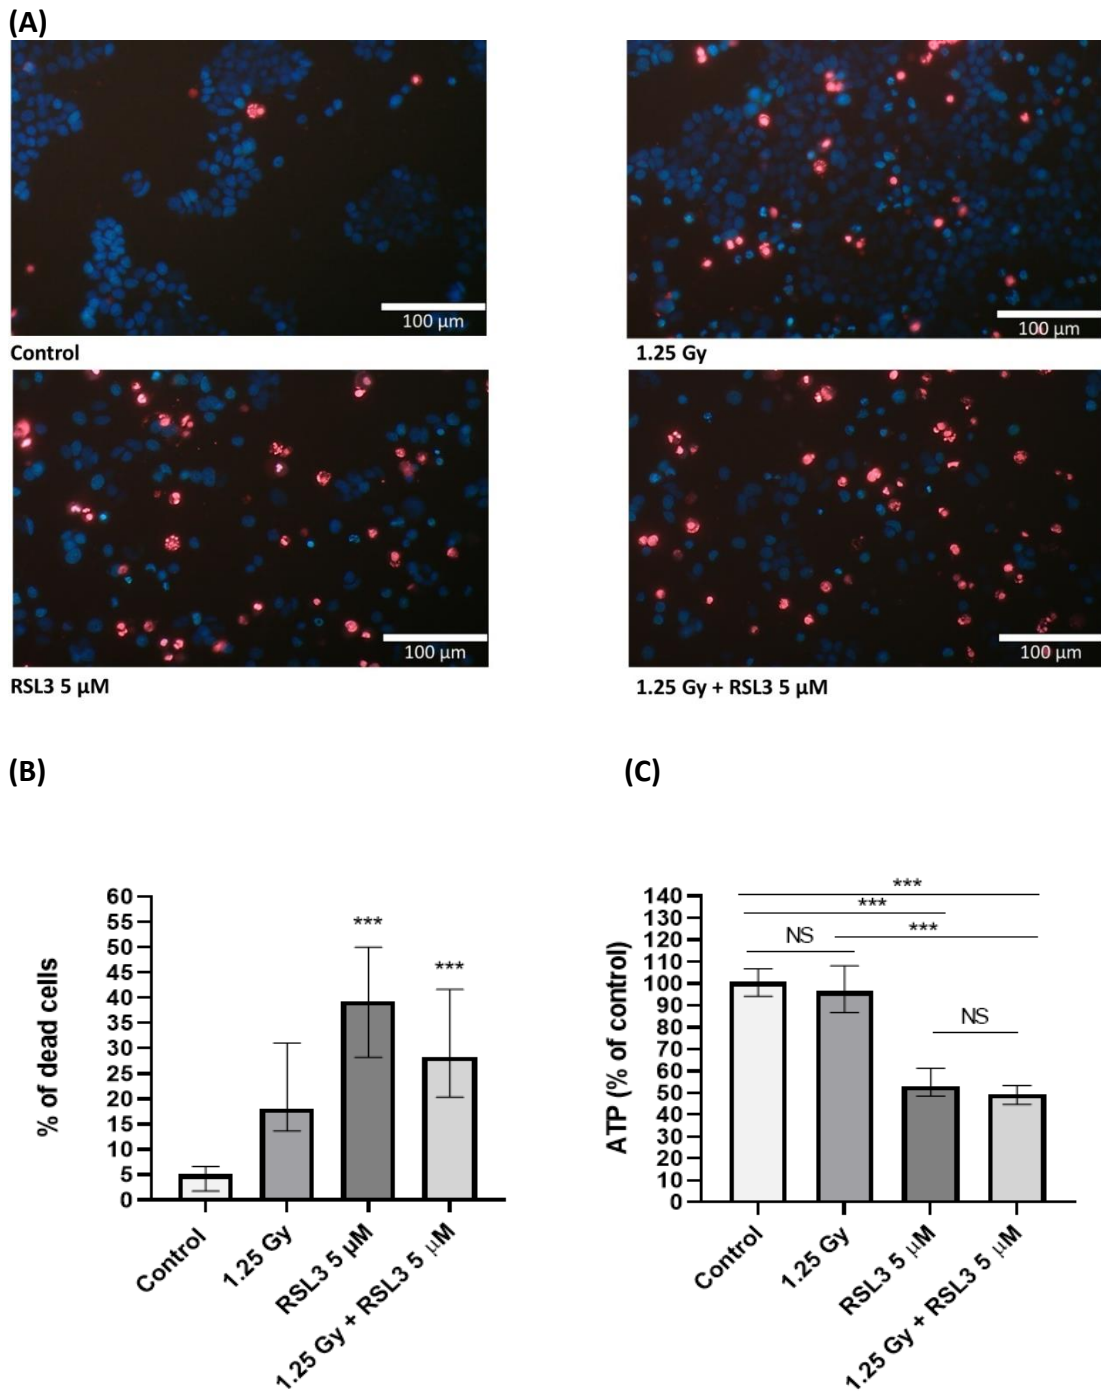 (A)
100 μm
100 μm
Control
1.25 Gy
100 μm
100 μm
RSL3 5 μM
1.25 Gy + RSL3 5 μM
(B)
(C)
% of dead cells
60
55
50
45
40
35
30
25
20
15
10
5
0
***
***
Control
1.25 Gy
RSL3 5 μM
1.25 Gy + RSL3 5 μM
ATP (% of control)
140
130
120
110
100
90
80
70
60
50
40
30
20
10
0
***
***
***
NS
NS
Control
1.25 Gy
RSL3 5 μM
1.25 Gy + RSL3 5 μM